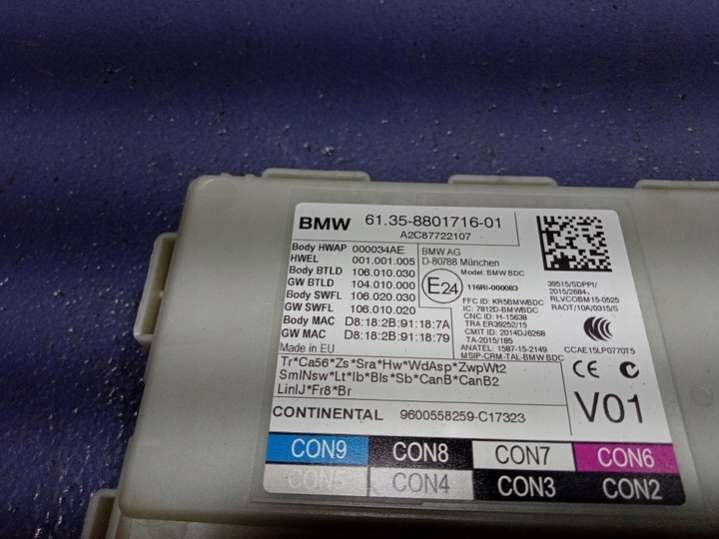 BMW 61.35-8801716-01
A2C87722107
Body HWAP 000034AE
HWEL 001.001.005
Body BTLD 106.010.030
GW BTLD 104.010.000
Body SWFL 106.020.030
GW SWFL 106.010.020
Body MAC D8:18:2B:91:18:7A
GW MAC D8:18:2B:91:18:79
Made in EU
BMW AG
D-80788 München
Model: BMW BDC
E24 116RI-000083
FFC ID: KR5BMWBDC
IC: 7812D-BMWBDC
CNC ID: H-15638
TRA ER39252/15
CMIT ID: 2014DJ6268
TA-2015/185
ANATEL: 1587-15-2149
MSIP-CRM-TAL-BMW BDC
39515/SDPPI/
2015/2684
RLVCOBM15-0525
RAOT/10A/0315/S
CCAE15LP0770T5
CE
Tr*Ca56*Zs*Sra*Hw*WdAsp*ZwpWt2
SmlNsw*Lt*Ib*Bls*Sb*CanB*CanB2
LinIJ*Fr8*Br
CONTINENTAL 9600558259-C17323
V01
CON9 CON8 CON7 CON6
CON5 CON4 CON3 CON2